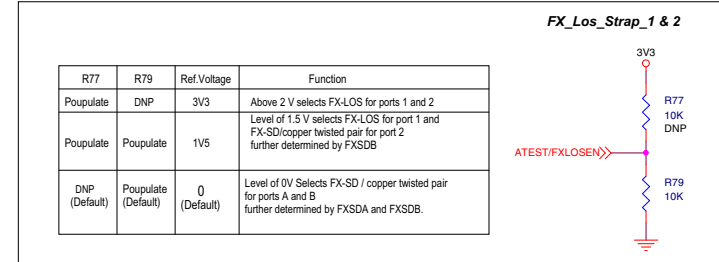 FX_Los_Strap_1 & 2
R77 R79 Ref.Voltage Function
Poupulate DNP 3V3 Above 2 V selects FX-LOS for ports 1 and 2
Poupulate Poupulate 1V5 Level of 1.5 V selects FX-LOS for port 1 and
FX-SD/copper twisted pair for port 2
further determined by FXSDB
DNP
(Default)
Poupulate
(Default)
0
(Default)
Level of 0V Selects FX-SD / copper twisted pair
for ports A and B
further determined by FXSDA and FXSDB.
3V3
R77
10K
DNP
ATEST/FXLOSEN
R79
10K